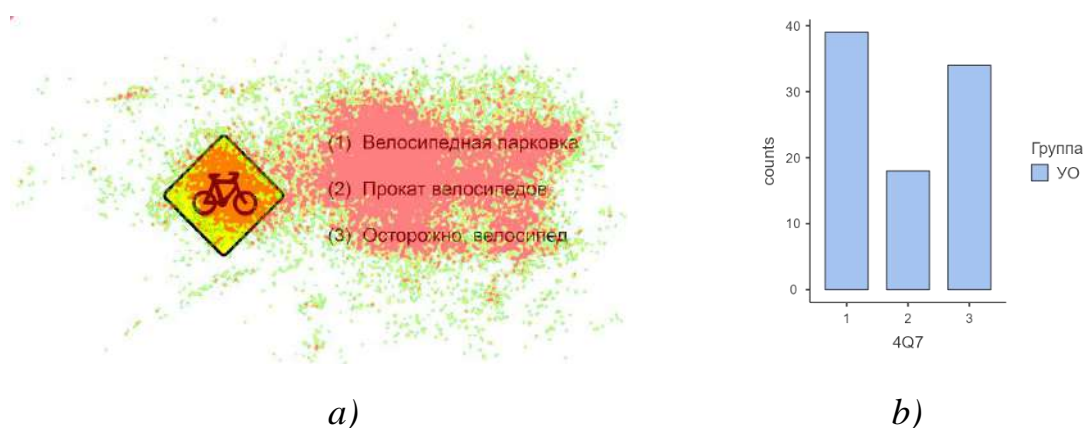 (1) Велосипедная парковка
(2) Прокат велосипедов
(3) Осторожно, велосипед
a)
40
30
20
10
0
counts
1 2 3
4Q7
Группа
УО
b)